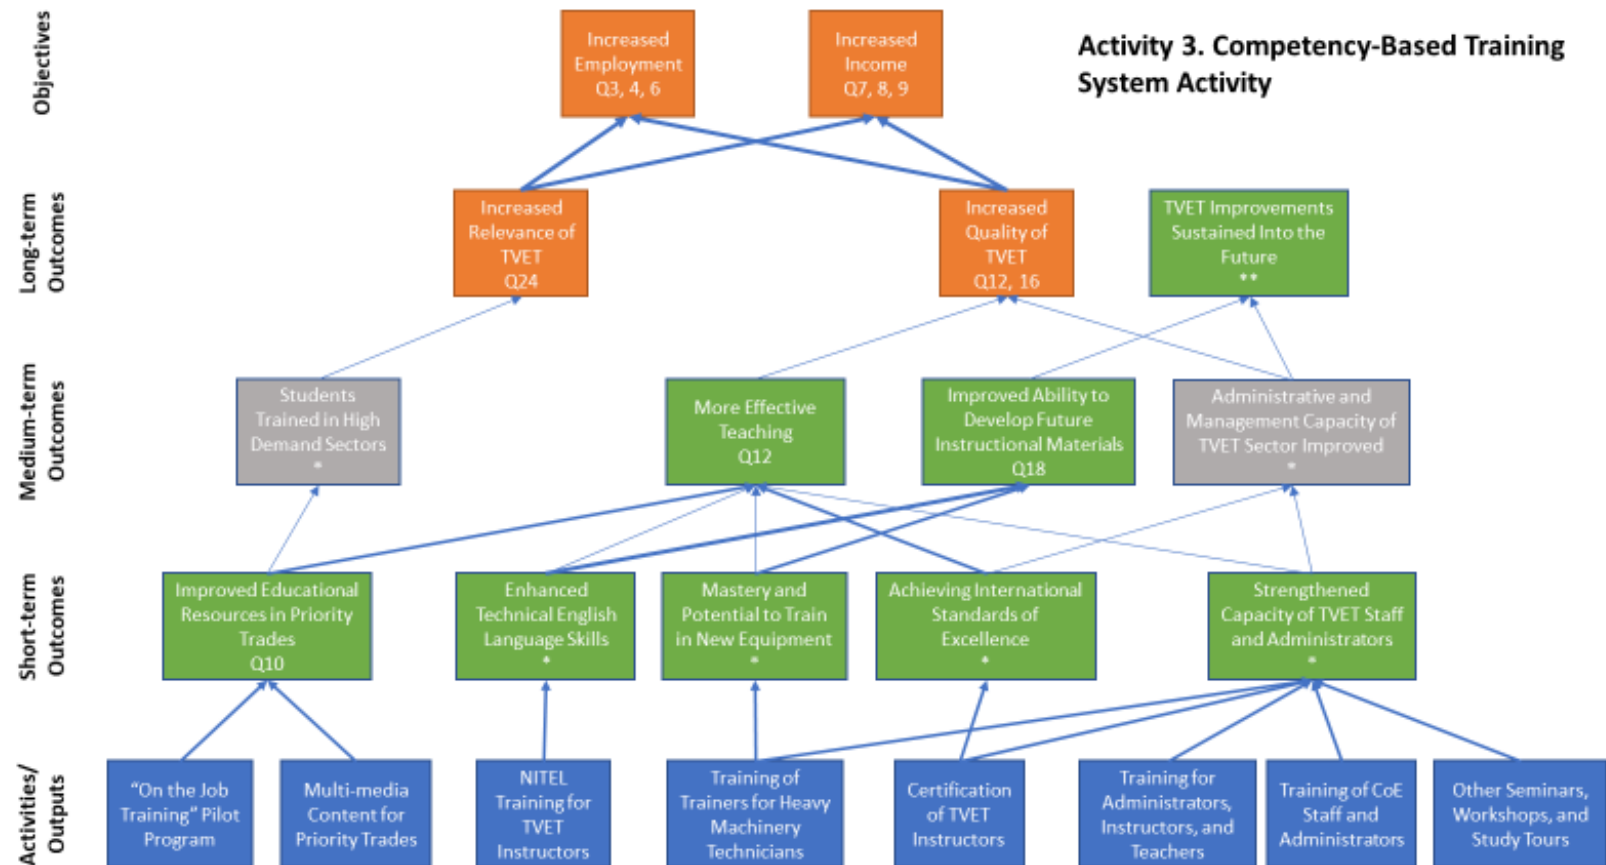 Objectives
Increased
Employment
Q3, 4, 6
Increased
Income
Q7, 8, 9
Activity 3. Competency-Based Training
System Activity
Long-term
Outcomes
Increased
Relevance of
TVET
Q24
Increased
Quality of
TVET
Q12, 16
TVET Improvements
Sustained Into the
Future
**
Medium-term
Outcomes
Students
Trained in High
Demand Sectors
*
More Effective
Teaching
Q12
Improved Ability to
Develop Future
Instructional Materials
Q18
Administrative and
Management Capacity of
TVET Sector Improved
*
Short-term
Outcomes
Improved Educational
Resources in Priority
Trades
Q10
Enhanced
Technical English
Language Skills
*
Mastery and
Potential to Train
in New Equipment
*
Achieving International
Standards of
Excellence
*
Strengthened
Capacity of TVET Staff
and Administrators
*
Activities/
Outputs
“On the Job
Training” Pilot
Program
Multi-media
Content for
Priority Trades
NITEL
Training for
TVET
Instructors
Training of
Trainers for Heavy
Machinery
Technicians
Certification
of TVET
Instructors
Training for
Administrators,
Instructors, and
Teachers
Training of CoE
Staff and
Administrators
Other Seminars,
Workshops, and
Study Tours